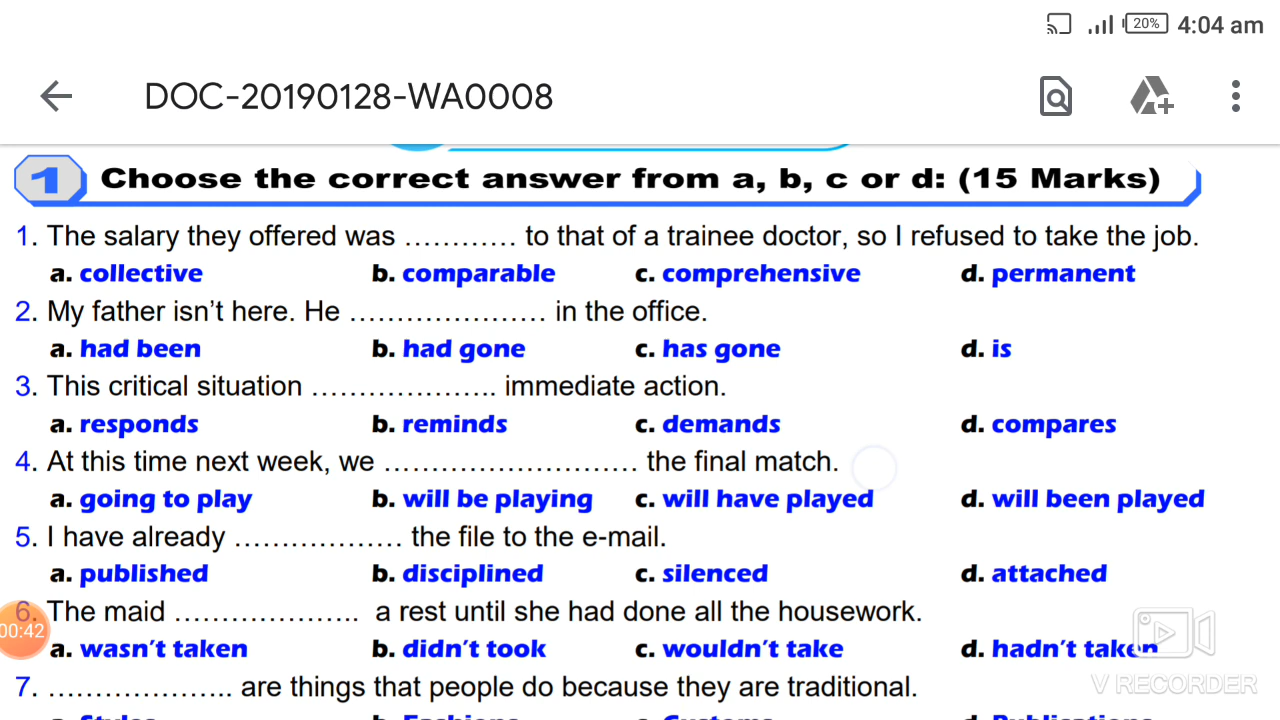 20% 4:04 am
DOC-20190128-WA0008
1 Choose the correct answer from a, b, c or d: (15 Marks)
1. The salary they offered was ………… to that of a trainee doctor, so I refused to take the job.
a. collective b. comparable c. comprehensive d. permanent
2. My father isn't here. He ………………… in the office.
a. had been b. had gone c. has gone d. is
3. This critical situation ……………….. immediate action.
a. responds b. reminds c. demands d. compares
4. At this time next week, we ……………………… the final match.
a. going to play b. will be playing c. will have played d. will been played
5. I have already ……………… the file to the e-mail.
a. published b. disciplined c. silenced d. attached
6. The maid ……………….. a rest until she had done all the housework.
00:42
a. wasn't taken b. didn't took c. wouldn't take d. hadn't taken
V RECORDER
7. ……………….. are things that people do because they are traditional.
a. Styles b. Fashions c. Customs d. Publications